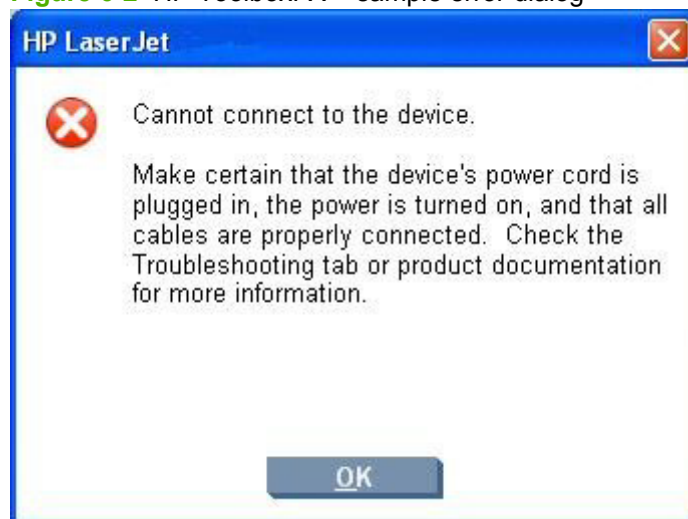 HP LaserJet
Cannot connect to the device.
Make certain that the device's power cord is
plugged in, the power is turned on, and that all
cables are properly connected. Check the
Troubleshooting tab or product documentation
for more information.
OK